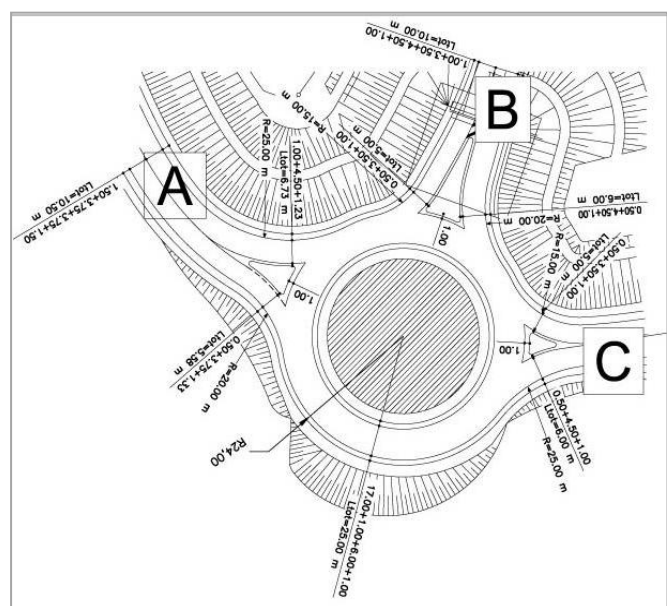 1.00+3.50+4.50+1.00
Ltot=10.00 m
B
R=15.00 m
R=25.00 m
1.00+4.50+1.23
Ltot=6.73 m
Ltot=5.00 m
0.50+3.50+1.00
A
1.50+3.75+3.75+1.50
Ltot=10.50 m
1.00
Ltot=6.00 m
0.50+4.50+1.00
R=20.00 m
R=15.00 m
Ltot=5.00 m
0.50+3.50+1.00
1.00
Ltot=5.58 m
0.50+3.75+1.33
R=20.00 m
1.00
C
R24,00
0.50+4.50+1.00
Ltot=6.00 m
R=25.00 m
17.00+1.00+6.00+1.00
Ltot=25.00 m